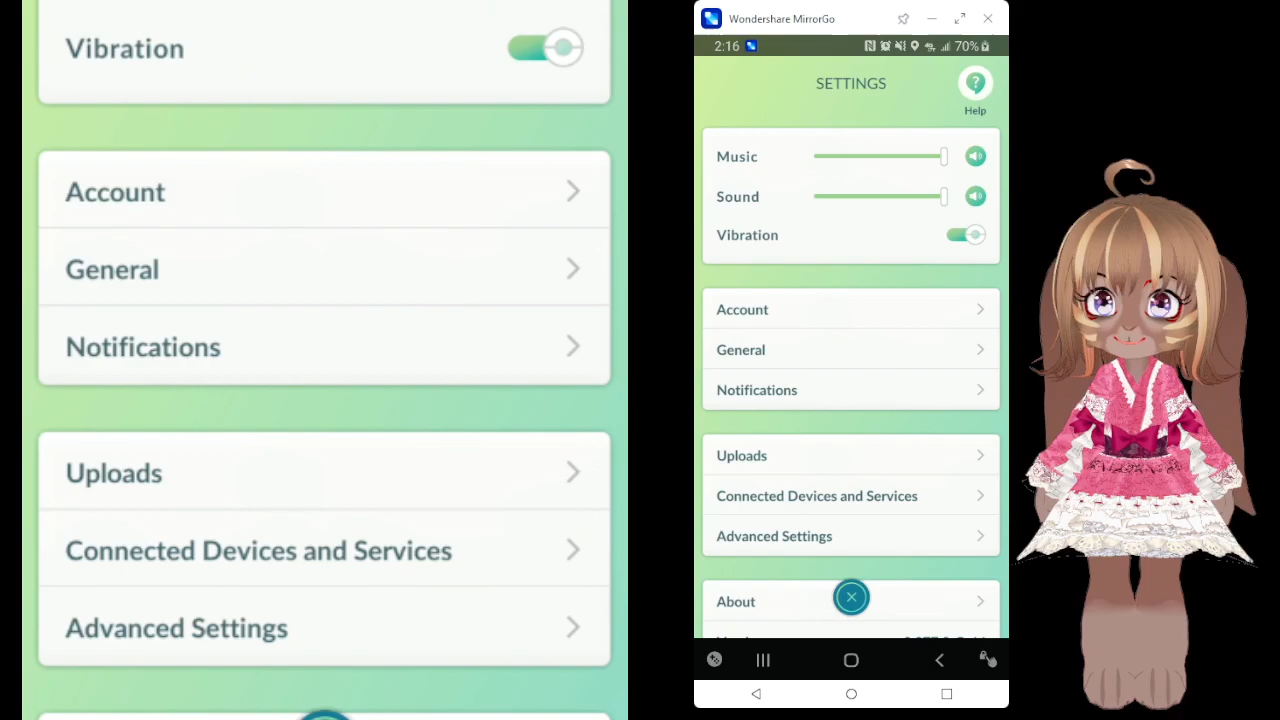 Vibration
Account
General
Notifications
Uploads
Connected Devices and Services
Advanced Settings
Wondershare MirrorGo
2:16
70%
SETTINGS
?
Help
Music
Sound
Vibration
Account
General
Notifications
Uploads
Connected Devices and Services
Advanced Settings
About